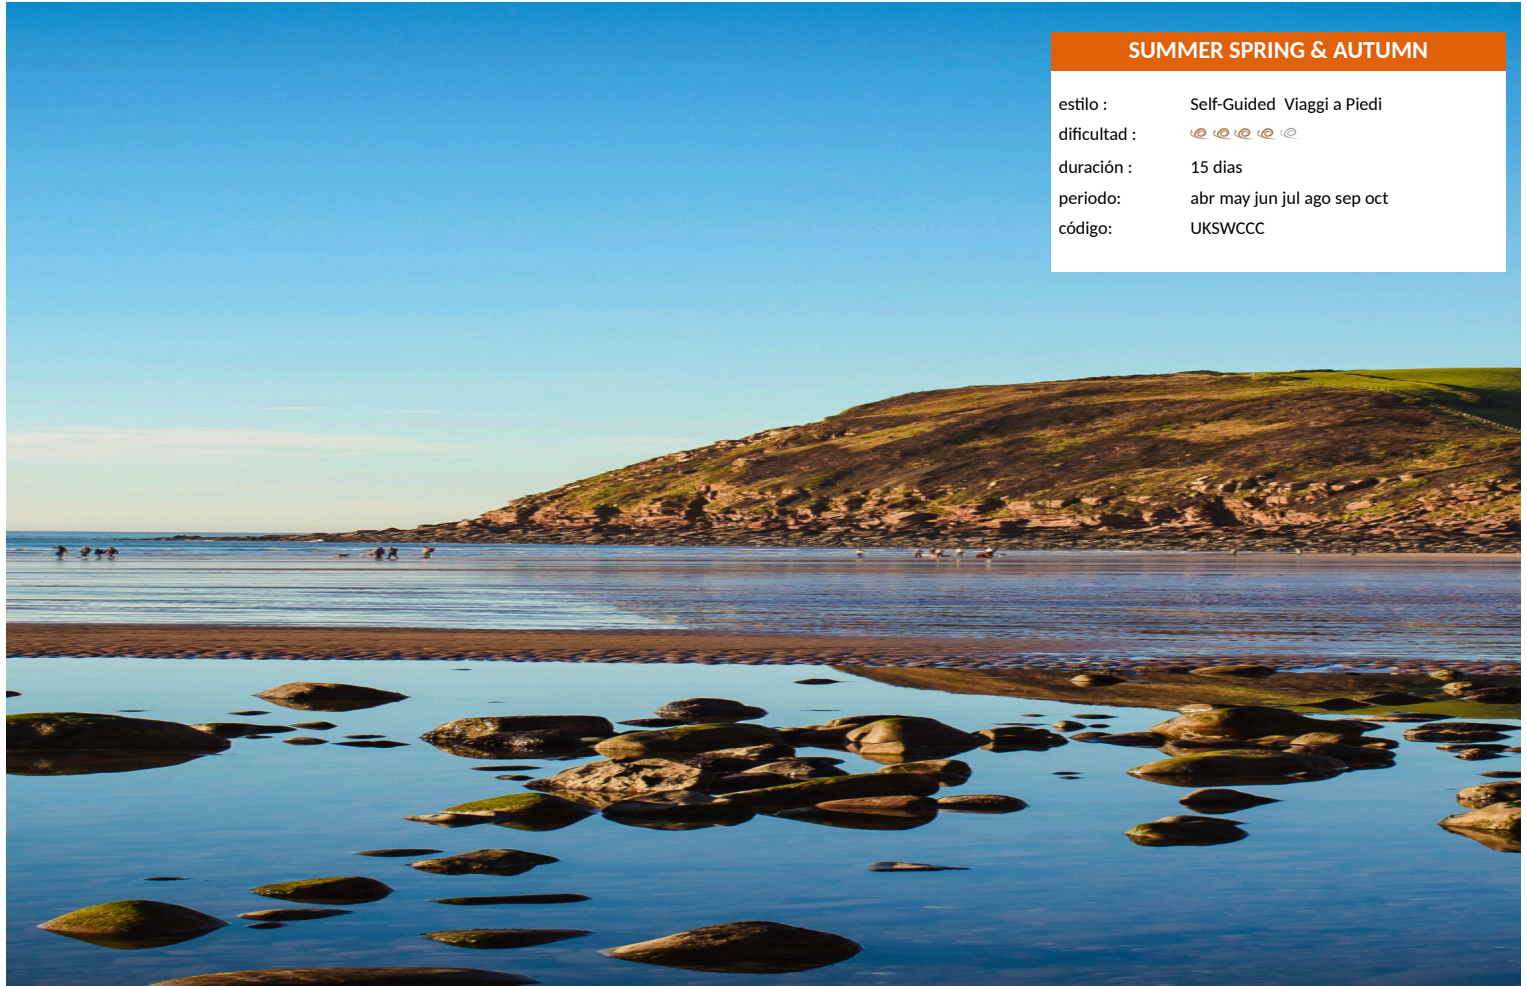 SUMMER SPRING & AUTUMN
estilo : Self-Guided Viaggi a Piedi
dificultad :
duración : 15 dias
periodo: abr may jun jul ago sep oct
código: UKSWCCC